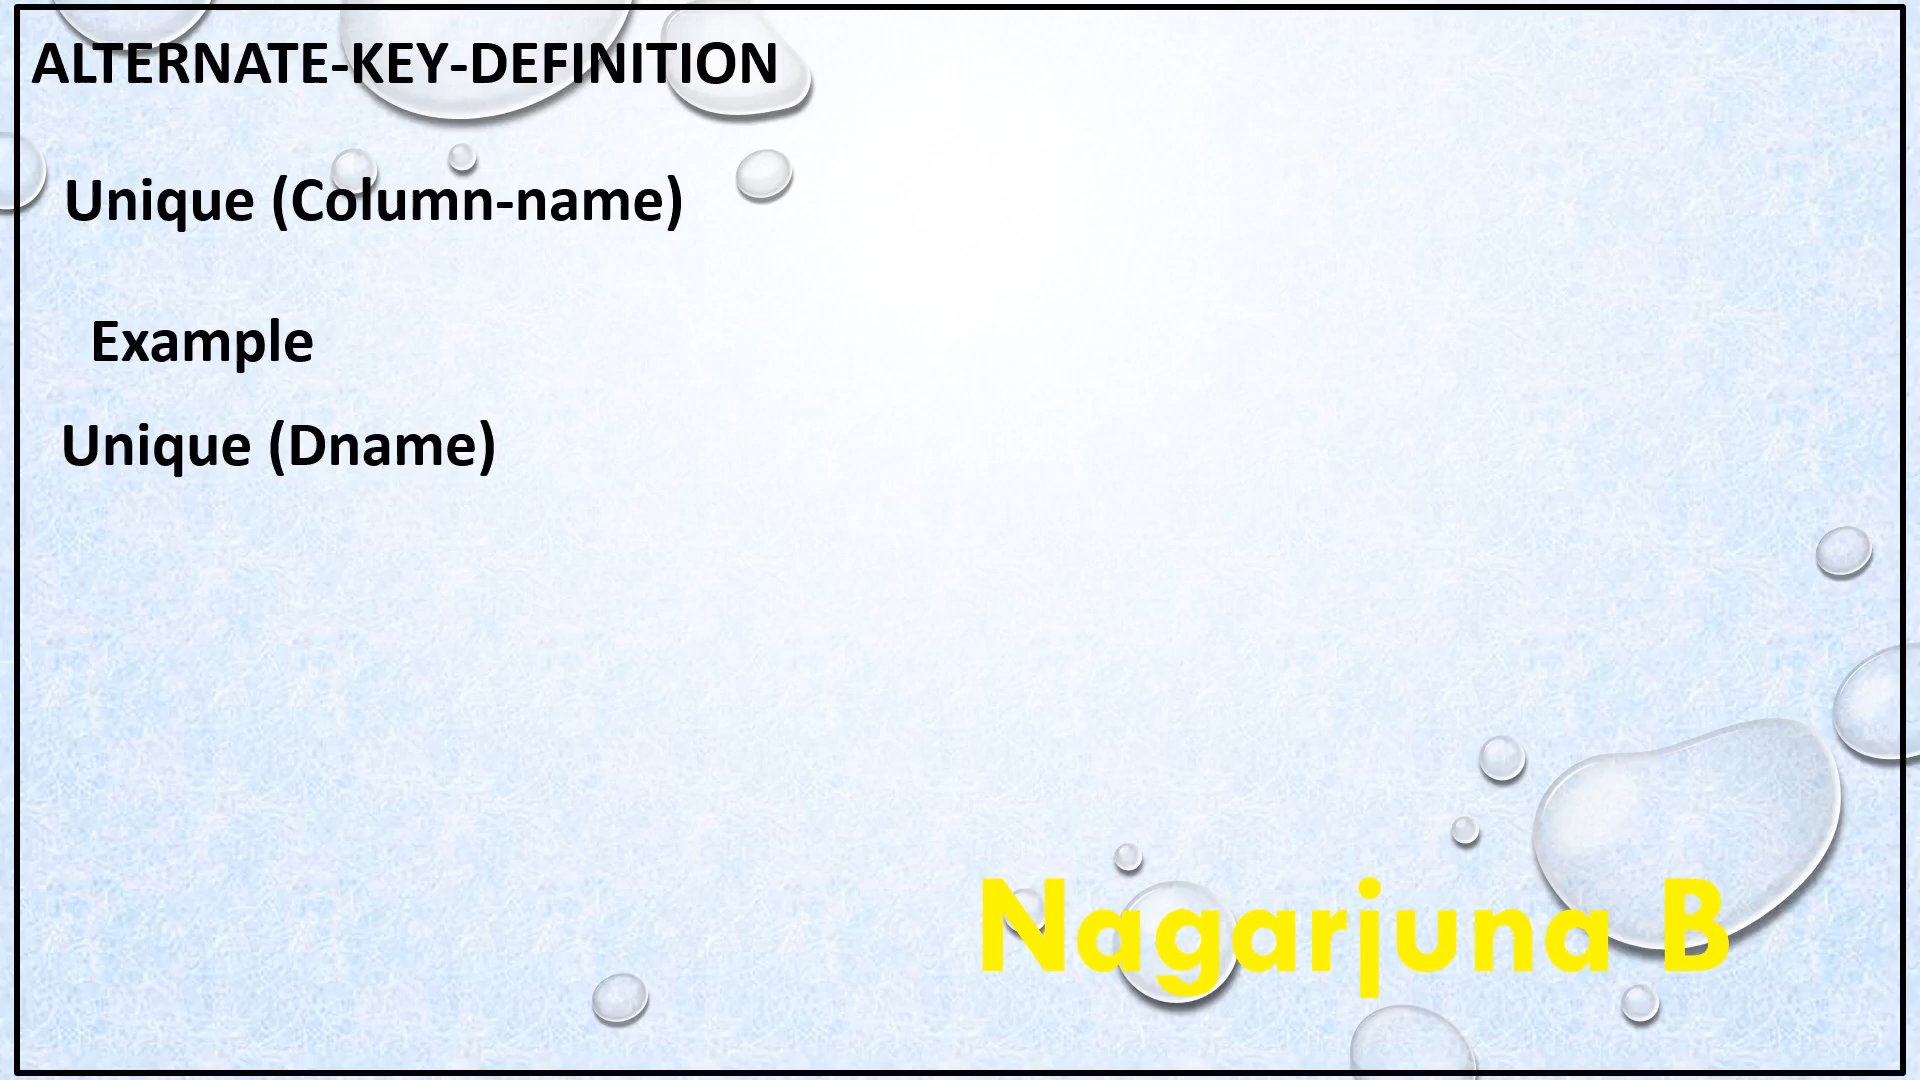 ALTERNATE-KEY-DEFINITION
Unique (Column-name)
Example
Unique (Dname)
Nagarjuna B